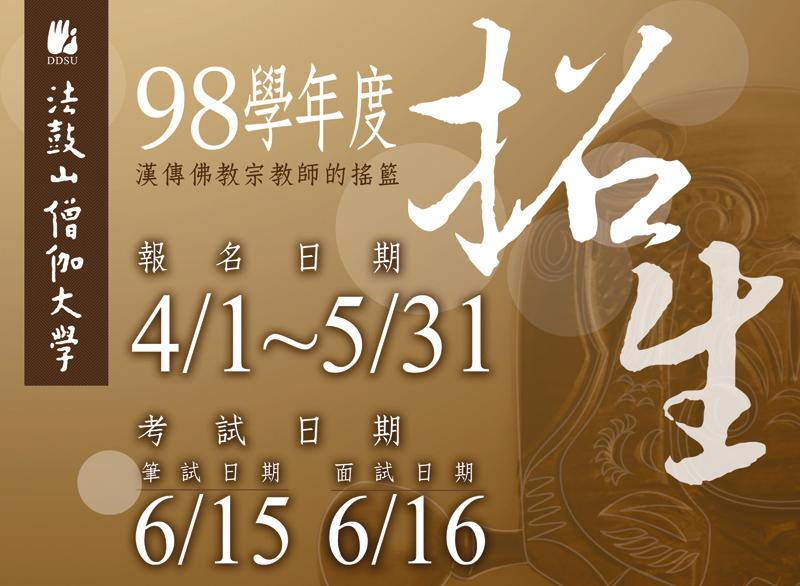 DDSU
法鼓山僧伽大學
98學年度
招生
漢傳佛教宗教師的搖籃
報名日期
4/1~5/31
考試日期
筆試日期 面試日期
6/15 6/16